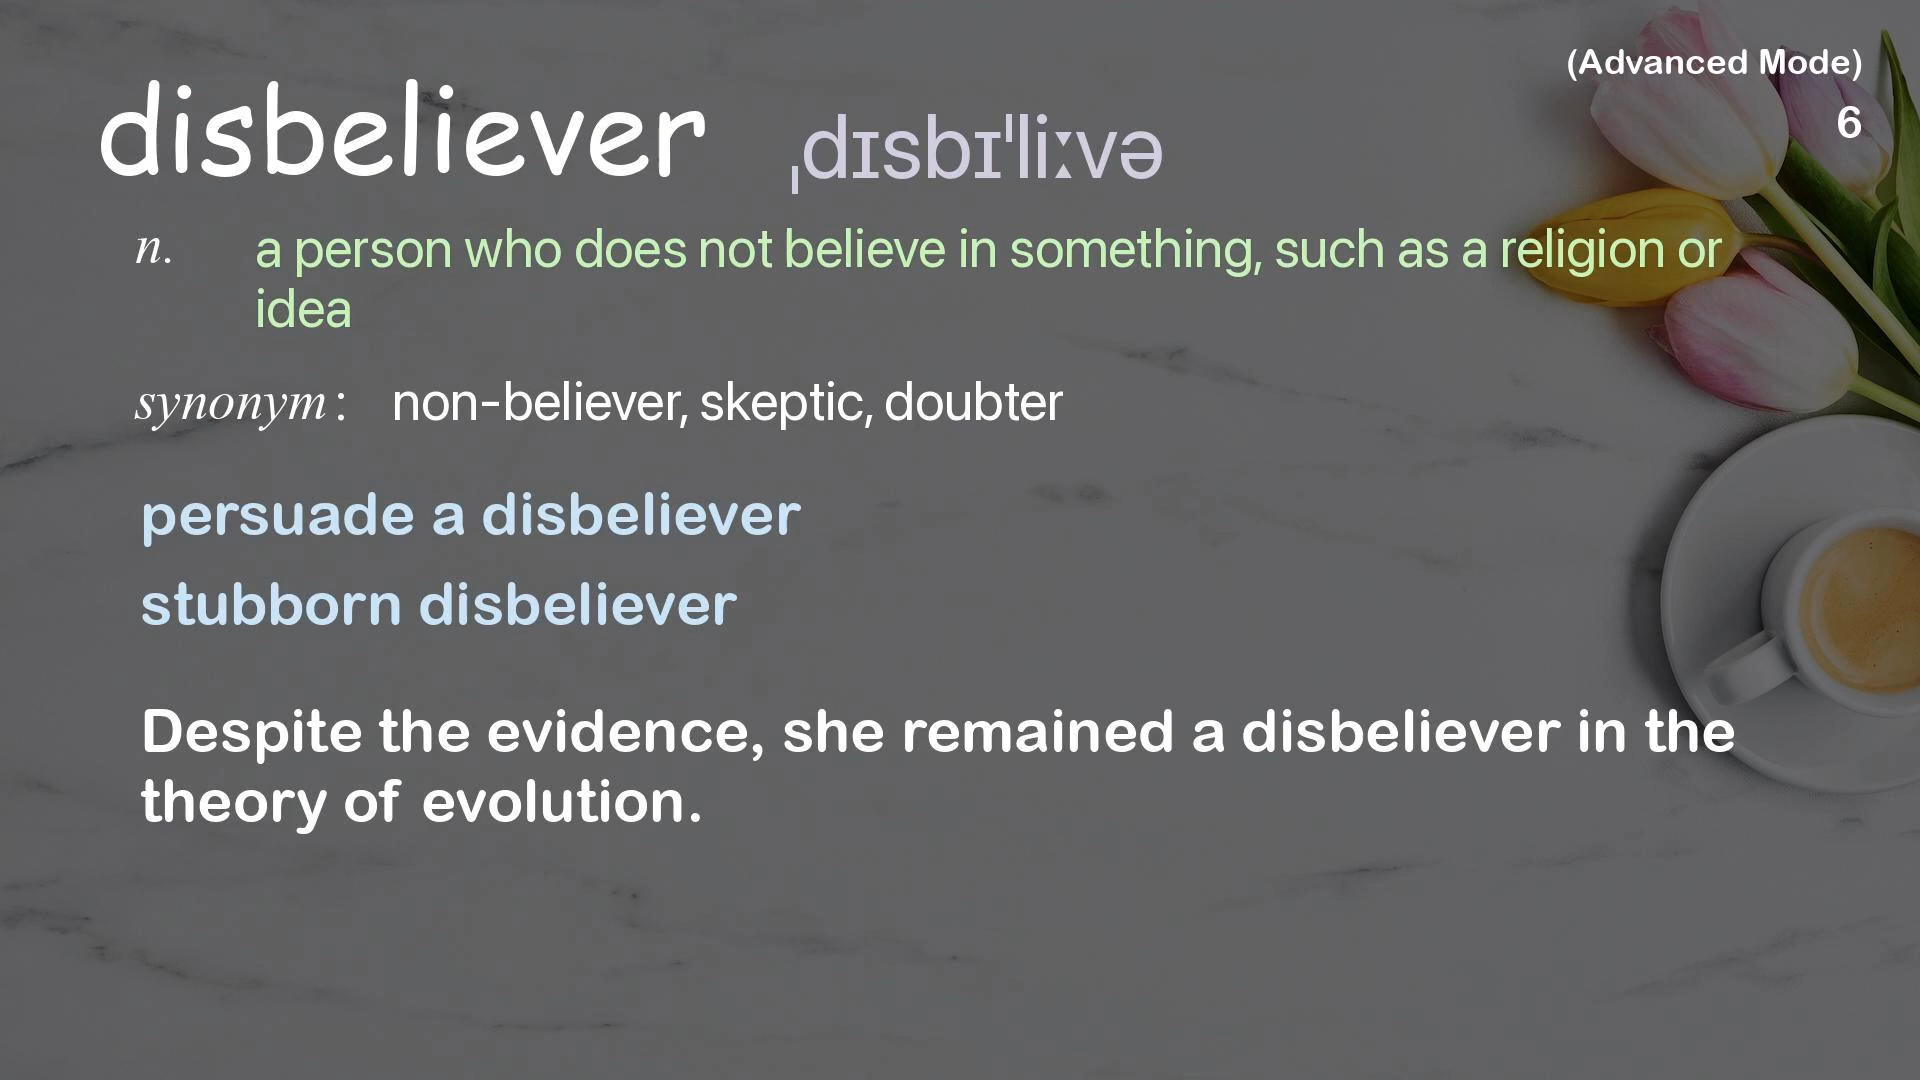 (Advanced Mode)
disbeliever ˌdɪsbɪˈliːvə
6
n. a person who does not believe in something, such as a religion or
idea
synonym: non-believer, skeptic, doubter
persuade a disbeliever
stubborn disbeliever
Despite the evidence, she remained a disbeliever in the
theory of evolution.